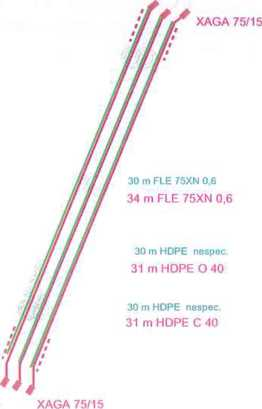 XAGA 75/15
30 m FLE 75XN 0,6
34 m FLE 75XN 0,6
30 m HDPE nespec.
31 m HDPE O 40
30 m HDPE nespec.
31 m HDPE C 40
XAGA 75/15